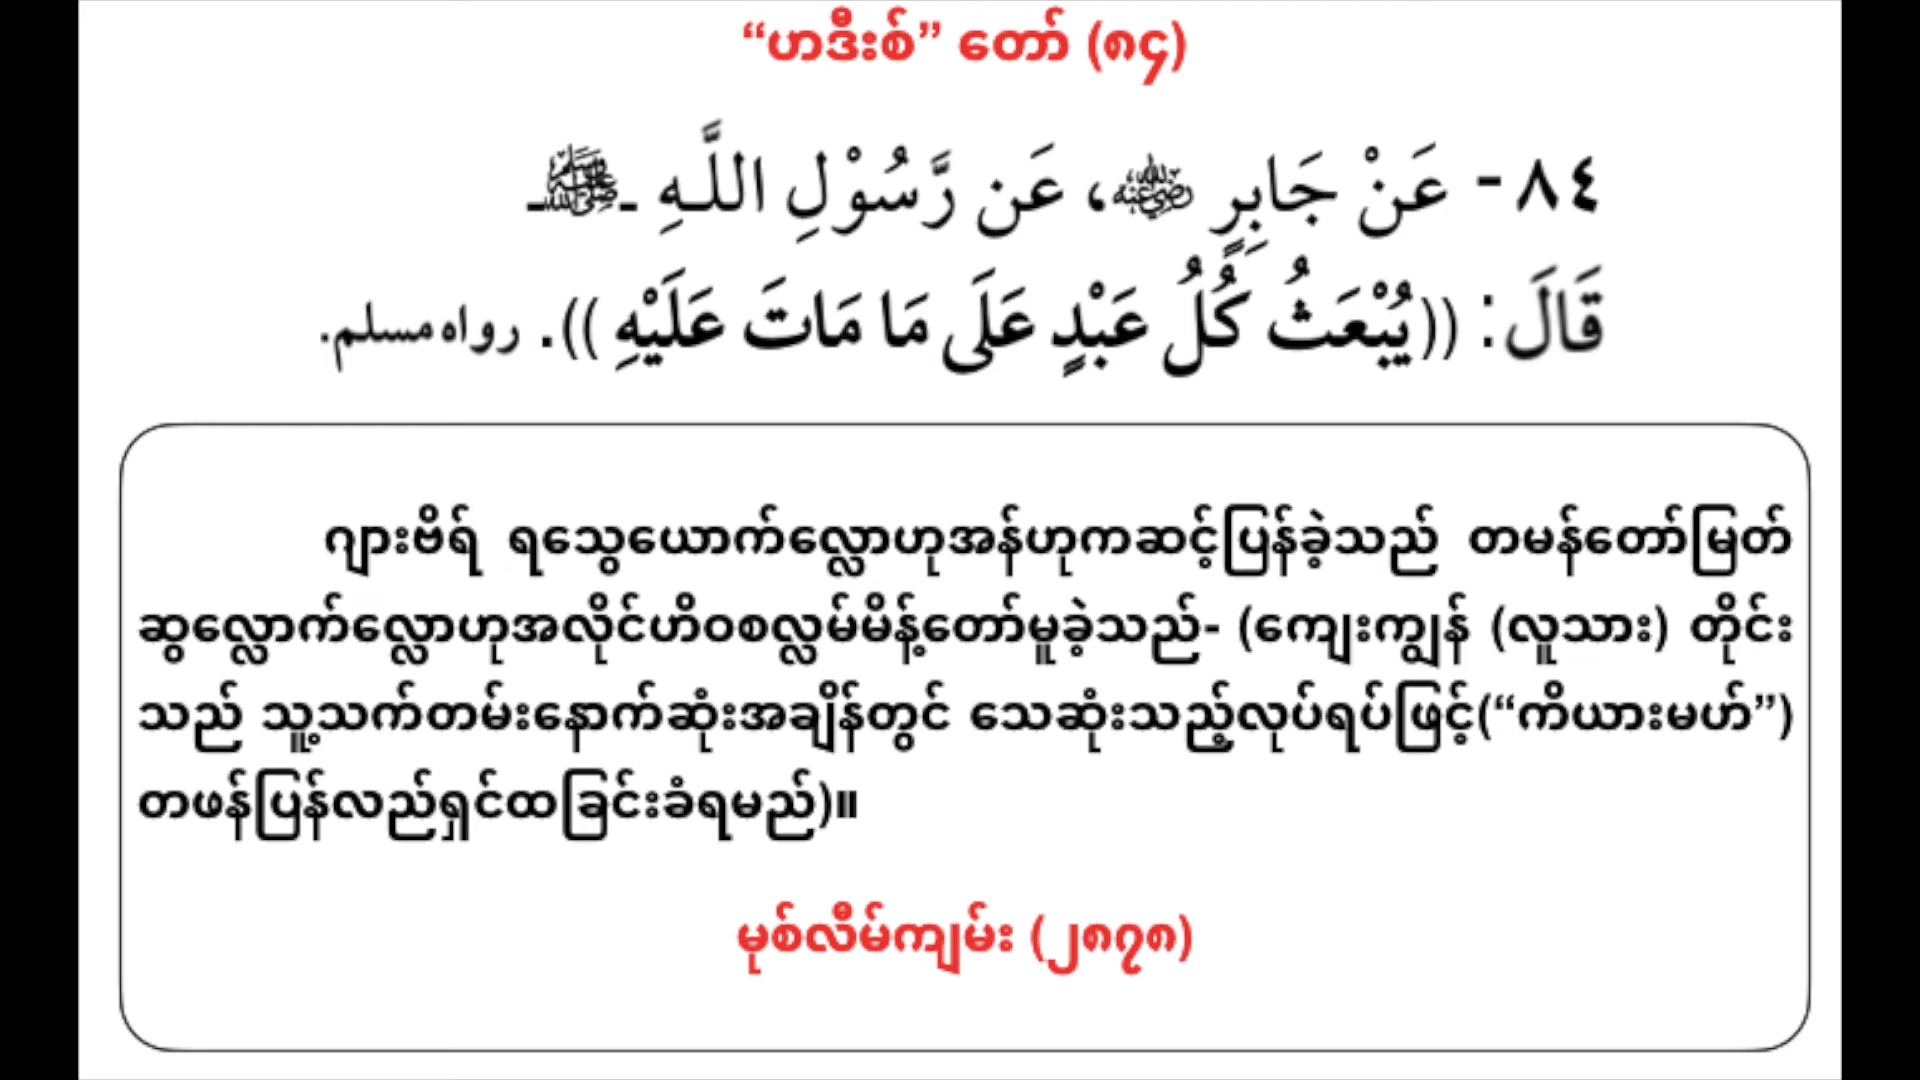 “ဟဒီးစ်” တော် (၈၄)
٨٤- عَنْ جَابِرٍ رضي الله عنه، عَن رَّسُوْلِ اللَّـهِ ـﷺـ
قَالَ: ((يُبْعَثُ كُلُ عَبْدٍ عَلَى مَا مَاتَ عَلَيْهِ)). رواه مسلم.
ဂျားဗိရ် ရသွေယောက်လ္လောဟုအန်ဟုကဆင့်ပြန်ခဲ့သည် တမန်တော်မြတ်
ဆွလ္လောက်လ္လောဟုအလိုင်ဟိဝစလ္လမ်မိန့်တော်မူခဲ့သည်- (ကျေးကျွန် (လူသား) တိုင်း
သည် သူ့သက်တမ်းနောက်ဆုံးအချိန်တွင် သေဆုံးသည့်လုပ်ရပ်ဖြင့်(“ကိယားမဟ်”)
တဖန်ပြန်လည်ရှင်ထခြင်းခံရမည်)။
မုစ်လီမ်ကျမ်း (၂၈၇၈)